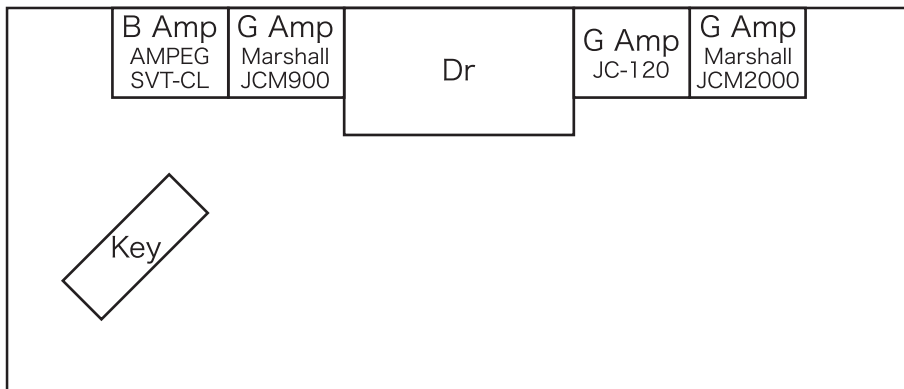 B Amp
AMPEG
SVT-CL
G Amp
Marshall
JCM900
Dr
G Amp
JC-120
G Amp
Marshall
JCM2000
Key